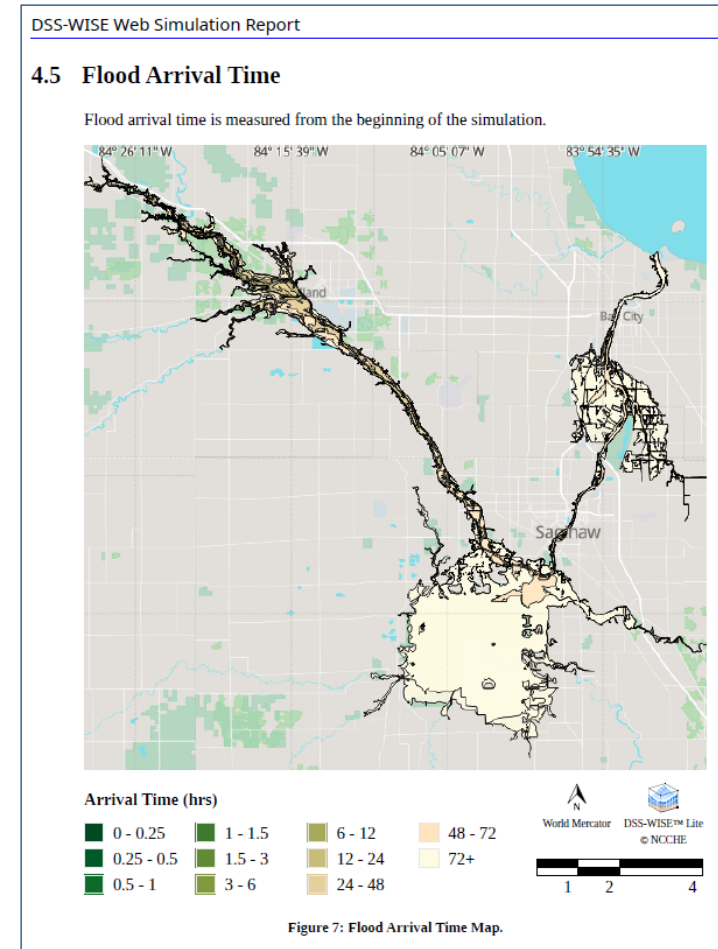 DSS-WISE Web Simulation Report
4.5 Flood Arrival Time
Flood arrival time is measured from the beginning of the simulation.
84° 26' 11" W 84° 15' 39" W 84° 05' 07" W 83° 54' 35" W
land
Bay City
Saginaw
Arrival Time (hrs)
0 - 0.25 1 - 1.5 6 - 12 48 - 72
0.25 - 0.5 1.5 - 3 12 - 24 72+
0.5 - 1 3 - 6 24 - 48
N
World Mercator DSS-WISE™ Lite
© NCCHE
1 2 4
Figure 7: Flood Arrival Time Map.